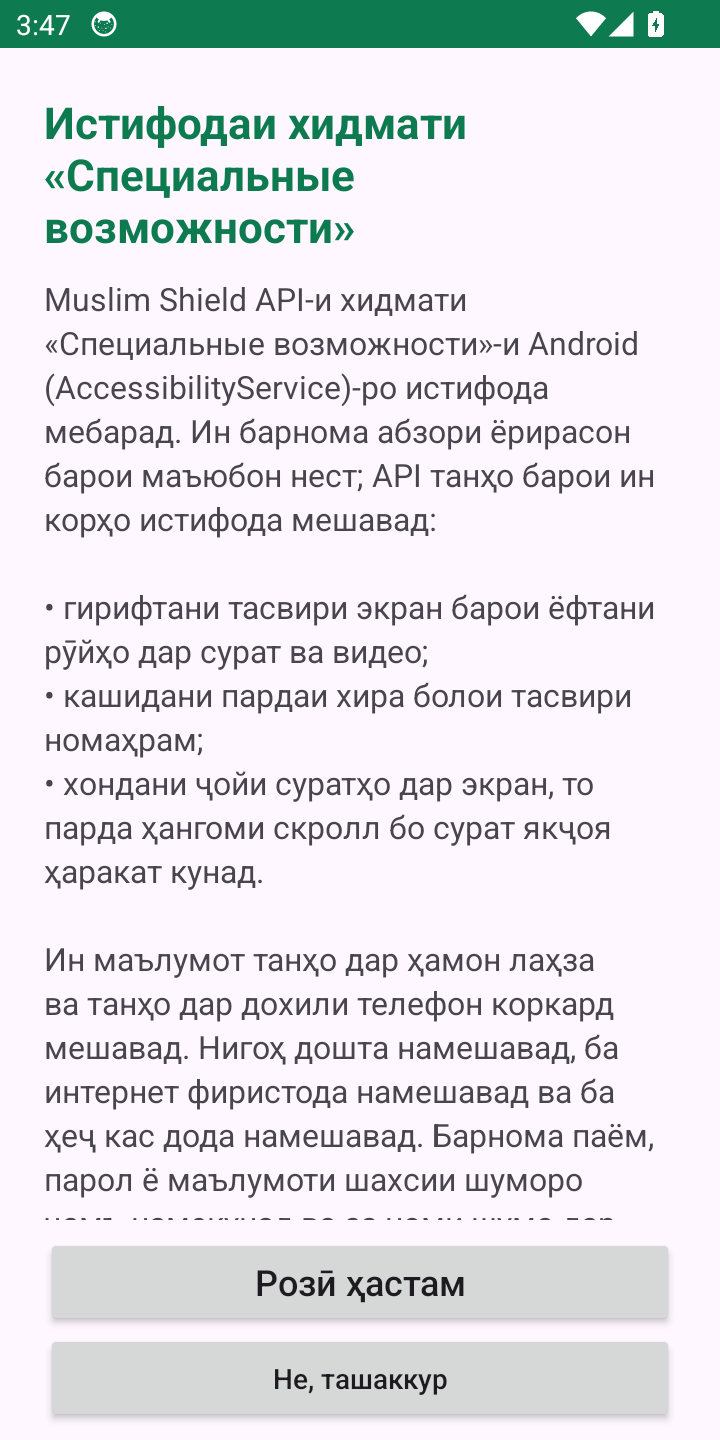 3:47
Истифодаи хидмати
«Специальные
возможности»
Muslim Shield API-и хидмати
«Специальные возможности»-и Android
(AccessibilityService)-ро истифода
мебарад. Ин барнома абзори ёрирасон
барои маъюбон нест; API танҳо барои ин
корҳо истифода мешавад:
• гирифтани тасвири экран барои ёфтани
рӯйҳо дар сурат ва видео;
• кашидани пардаи хира болои тасвири
номаҳрам;
• хондани ҷойи суратҳо дар экран, то
парда ҳангоми скролл бо сурат якҷоя
ҳаракат кунад.
Ин маълумот танҳо дар ҳамон лаҳза
ва танҳо дар дохили телефон коркард
мешавад. Нигоҳ дошта намешавад, ба
интернет фиристода намешавад ва ба
ҳеҷ кас дода намешавад. Барнома паём,
парол ё маълумоти шахсии шуморо
Розӣ ҳастам
Не, ташаккур